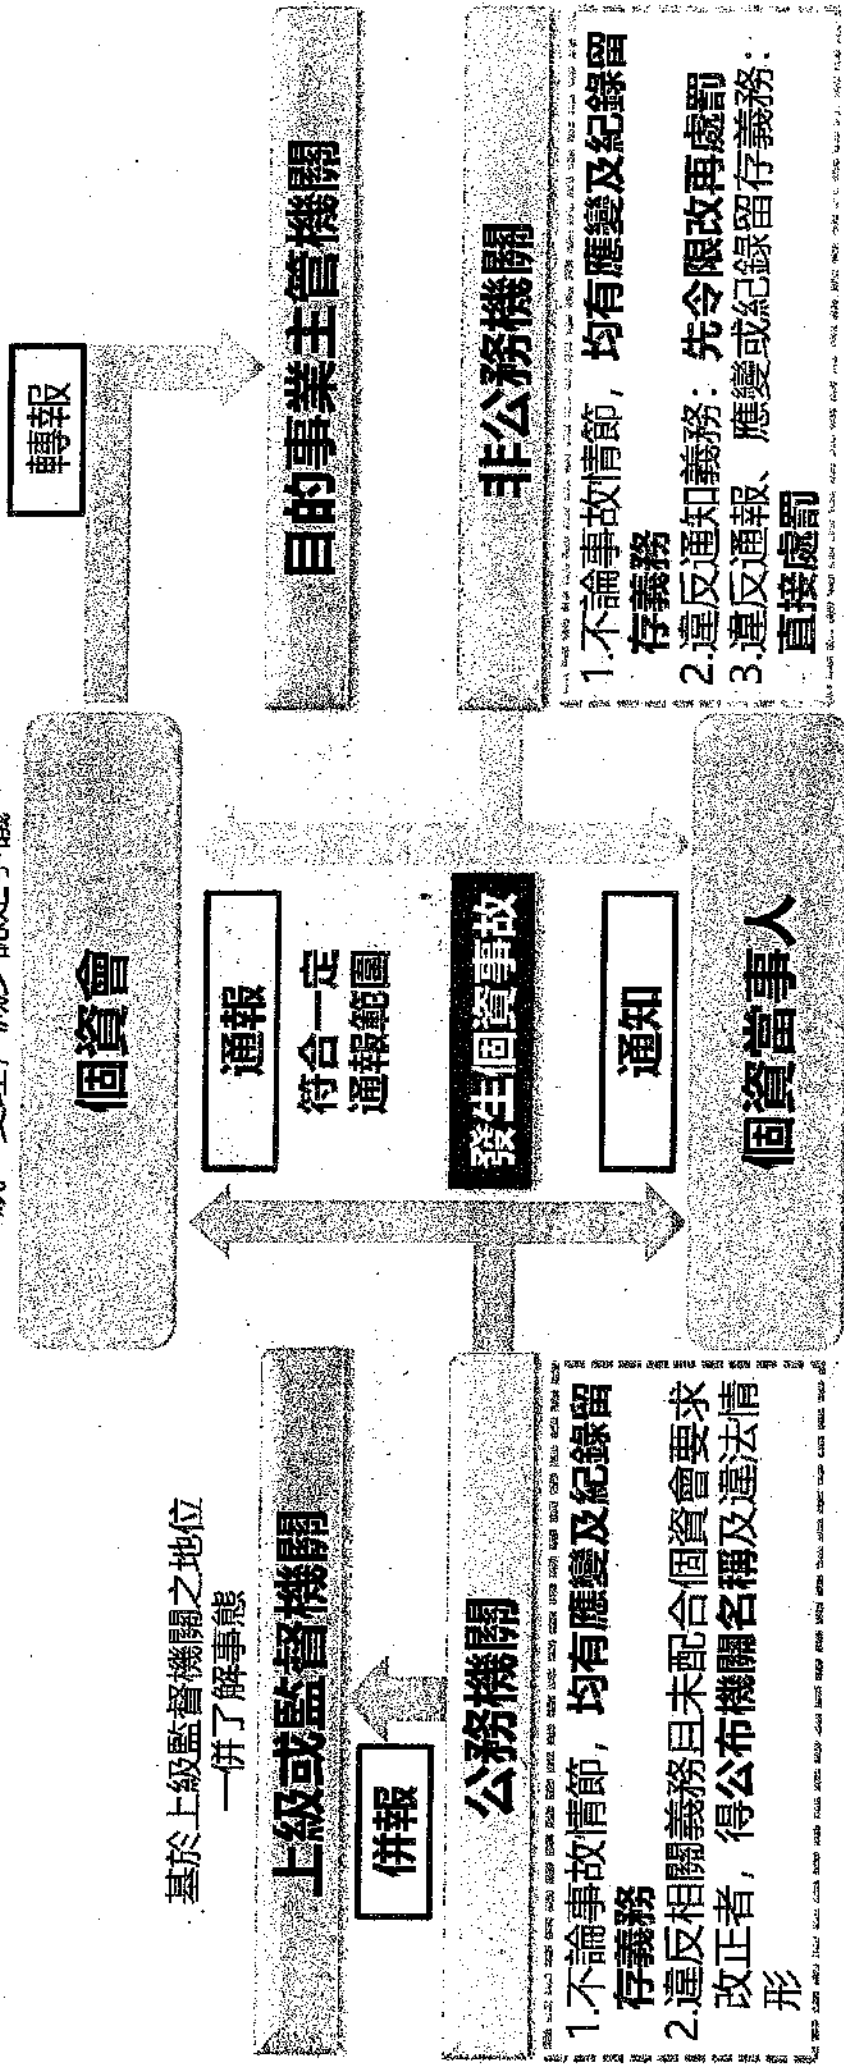 個資會
轉報
基於上級監督機關之地位
一併了解事態
上級或監督機關
通報
符合一定
通報範圍
目的事業主管機關
併報
公務機關
發生個資事故
非公務機關
通知
個資當事人
1.不論事故情節，均有應變及紀錄留
存義務
2.違反相關義務且未配合個資會要求
改正者，得公布機關名稱及違法情
形
1.不論事故情節，均有應變及紀錄留
存義務
2.違反通知義務：先令限改再處罰
3.違反通報、應變或紀錄留存義務：
直接處罰